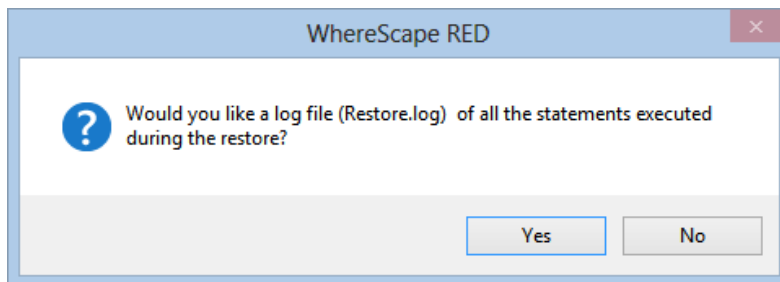 WhereScape RED
Would you like a log file (Restore.log)  of all the statements executed
during the restore?
Yes
No